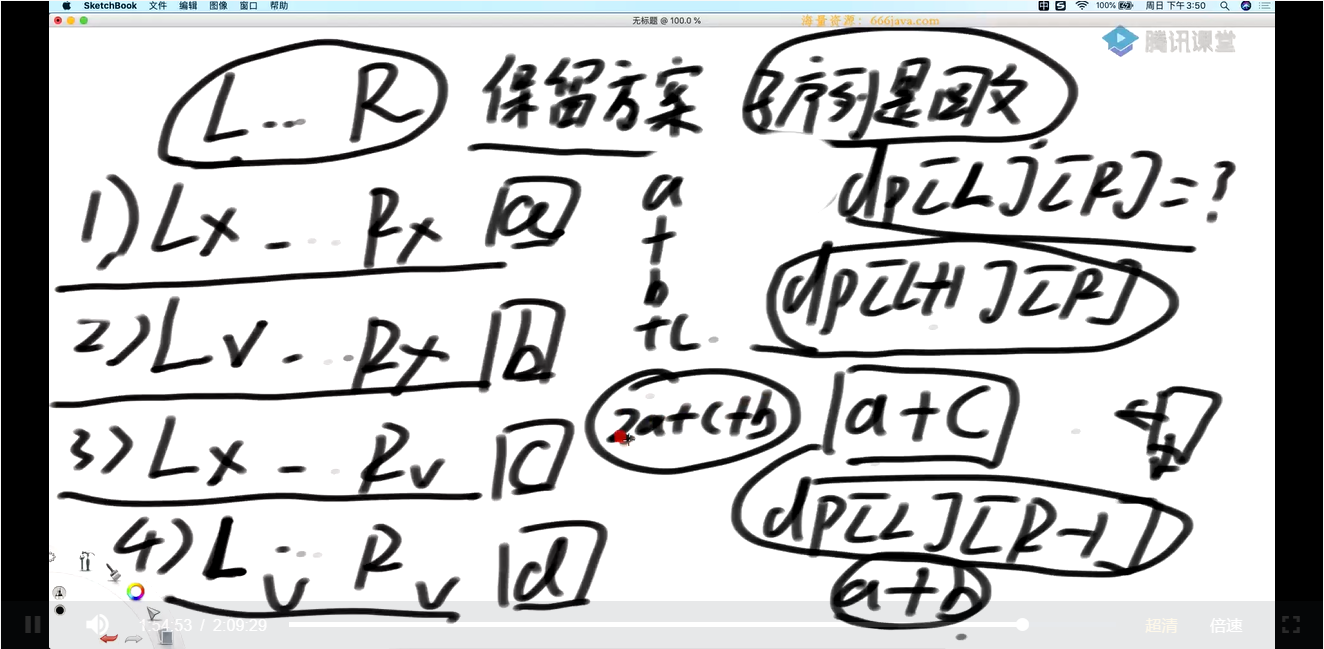 SketchBook 文件 编辑 图像 窗口 帮助
100% 周日 下午3:50
无标题 @ 100.0 %
海量资源：666java.com
腾讯课堂
L ... R 保留方案 子序列是回文
dp[L][R]=?
1) Lx - ... Rx a
a
+
b
+c
dp[L+1][R]
2) Lv - ... Rx b
2a+c+b
a+c
3) Lx - ... Rv c
dp[L][R-1]
4) L ... R d
v v
a+b
1:54:53 / 2:09:29
超清 倍速